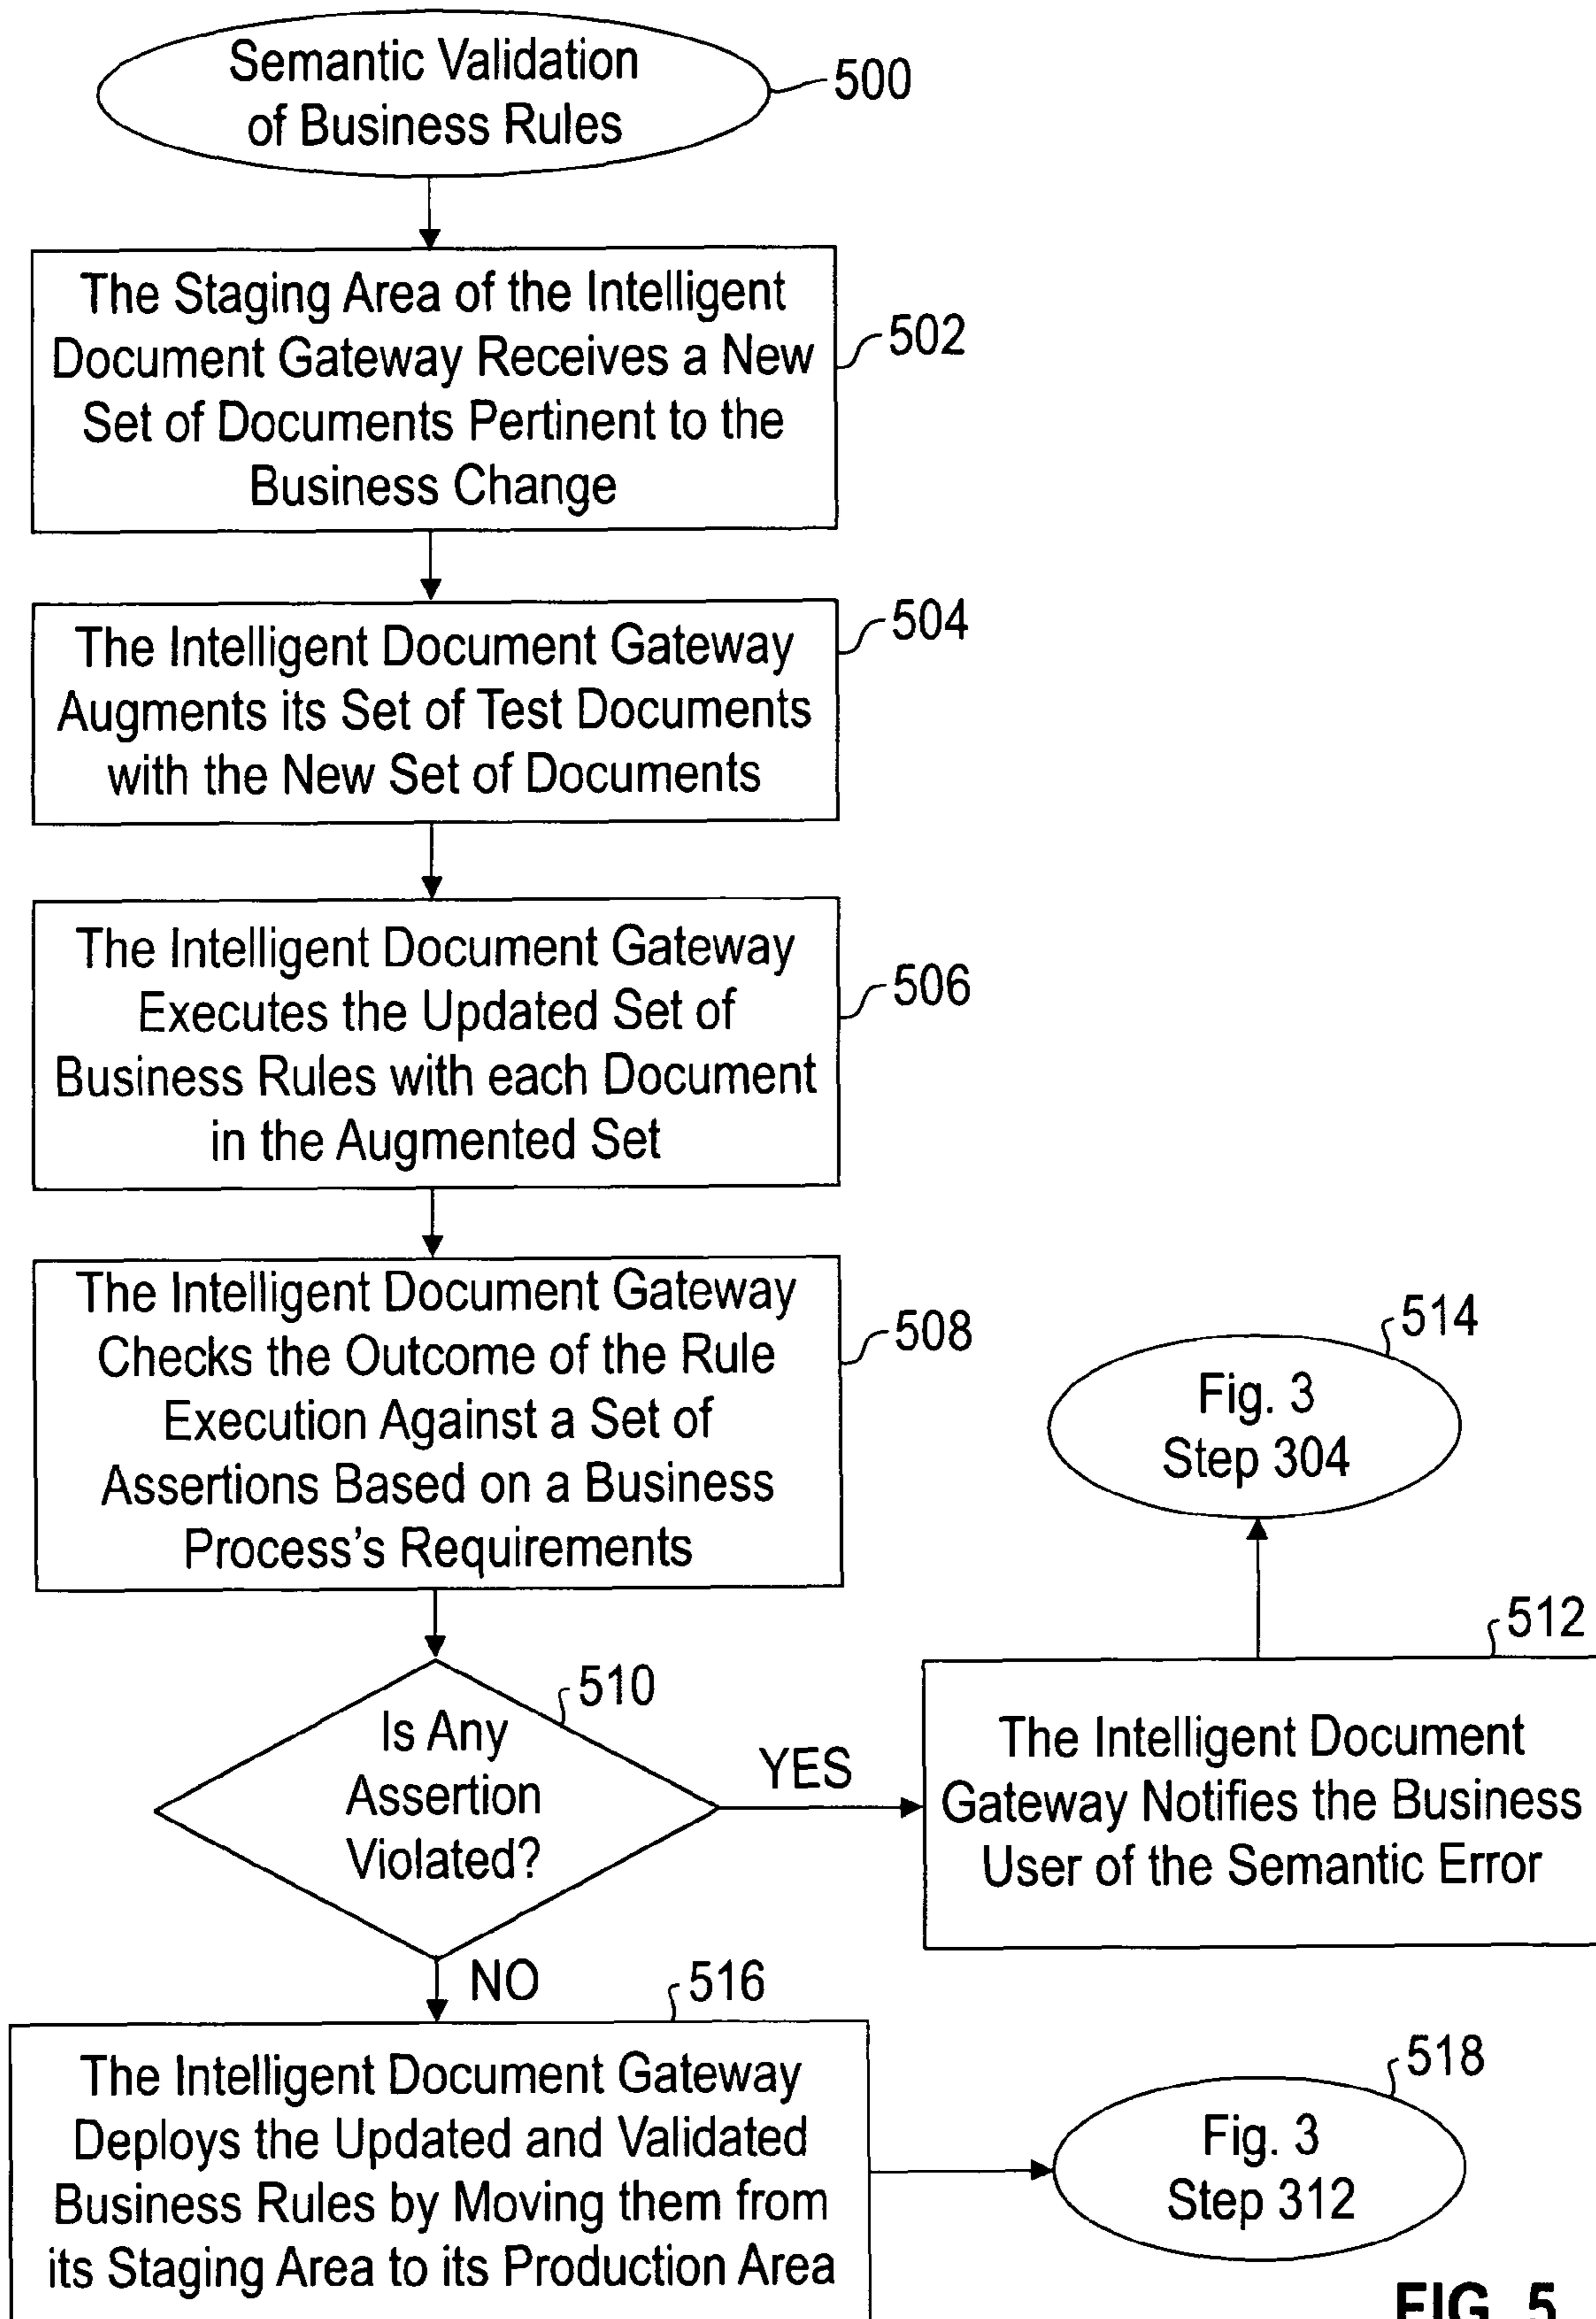 Semantic Validation
of Business Rules
500
The Staging Area of the Intelligent
Document Gateway Receives a New
Set of Documents Pertinent to the
Business Change
502
The Intelligent Document Gateway
Augments its Set of Test Documents
with the New Set of Documents
504
The Intelligent Document Gateway
Executes the Updated Set of
Business Rules with each Document
in the Augmented Set
506
The Intelligent Document Gateway
Checks the Outcome of the Rule
Execution Against a Set of
Assertions Based on a Business
Process's Requirements
508
Is Any
Assertion
Violated?
510
YES
The Intelligent Document
Gateway Notifies the Business
User of the Semantic Error
512
Fig. 3
Step 304
514
NO
The Intelligent Document Gateway
Deploys the Updated and Validated
Business Rules by Moving them from
its Staging Area to its Production Area
516
Fig. 3
Step 312
518
FIG. 5